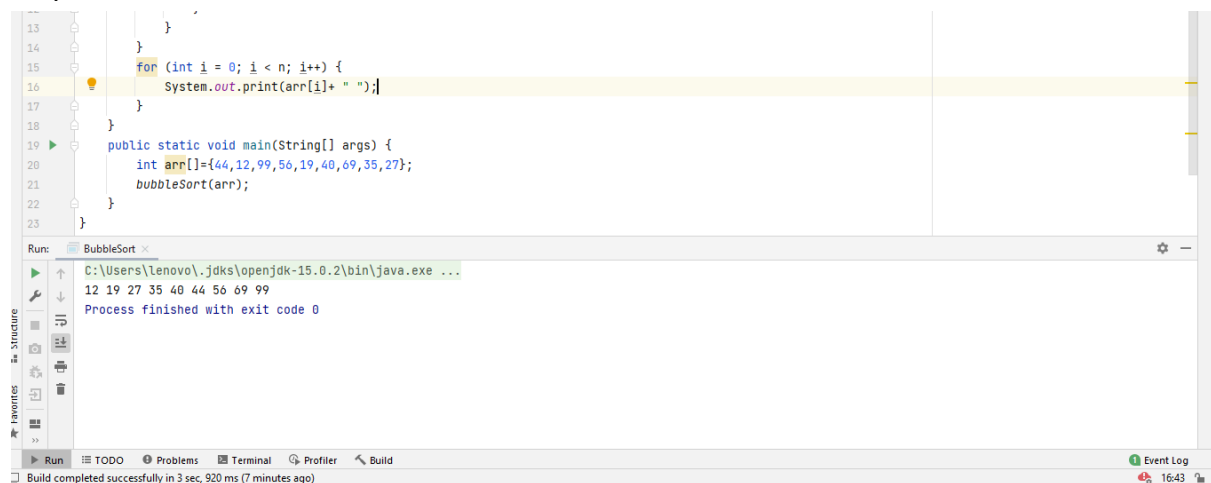 13 }
14 }
15 for (int i = 0; i < n; i++) {
16 System.out.print(arr[i]+ " ");
17 }
18 }
19 public static void main(String[] args) {
20 int arr[]={44,12,99,56,19,40,69,35,27};
21 bubbleSort(arr);
22 }
23 }
Run: BubbleSort ×
C:\Users\lenovo\.jdks\openjdk-15.0.2\bin\java.exe ...
12 19 27 35 40 44 56 69 99
Process finished with exit code 0
Structure
Favorites
>>
Run TODO Problems Terminal Profiler Build 1 Event Log
Build completed successfully in 3 sec, 920 ms (7 minutes ago) 16:43